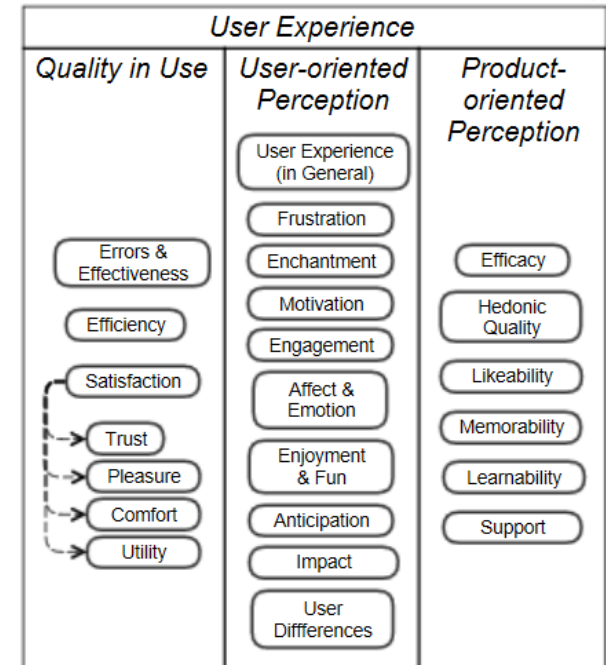 User Experience
Quality in Use
User-oriented
Perception
Product-
oriented
Perception
Errors &
Effectiveness
Efficiency
Satisfaction
Trust
Pleasure
Comfort
Utility
User Experience
(in General)
Frustration
Enchantment
Motivation
Engagement
Affect &
Emotion
Enjoyment
& Fun
Anticipation
Impact
User
Diffferences
Efficacy
Hedonic
Quality
Likeability
Memorability
Learnability
Support